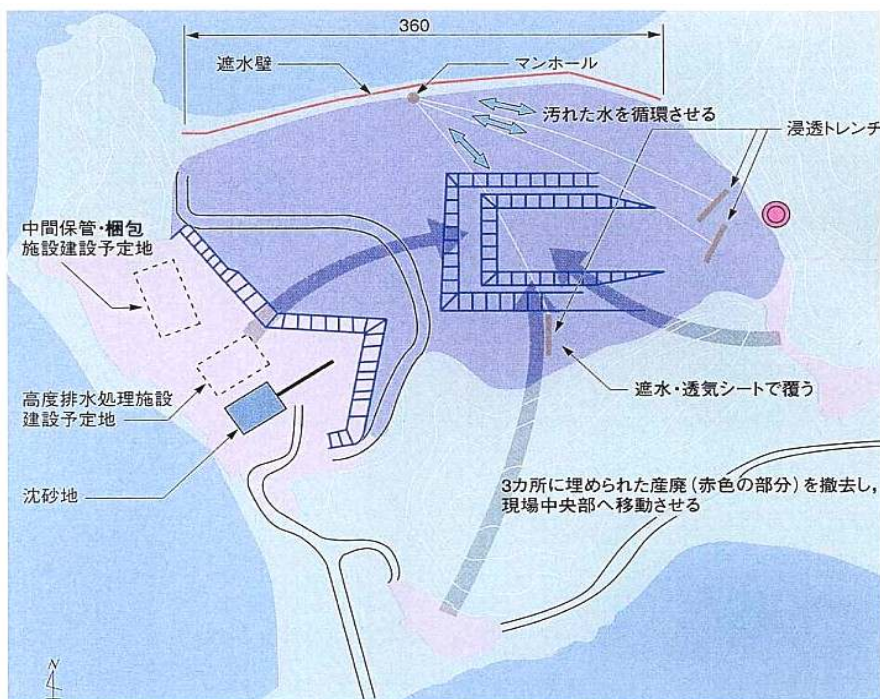 360
遮水壁
マンホール
汚れた水を循環させる
浸透トレンチ
中間保管・梱包
施設建設予定地
遮水・透気シートで覆う
高度排水処理施設
建設予定地
沈砂地
3カ所に埋められた産廃（赤色の部分）を撤去し，
現場中央部へ移動させる
N